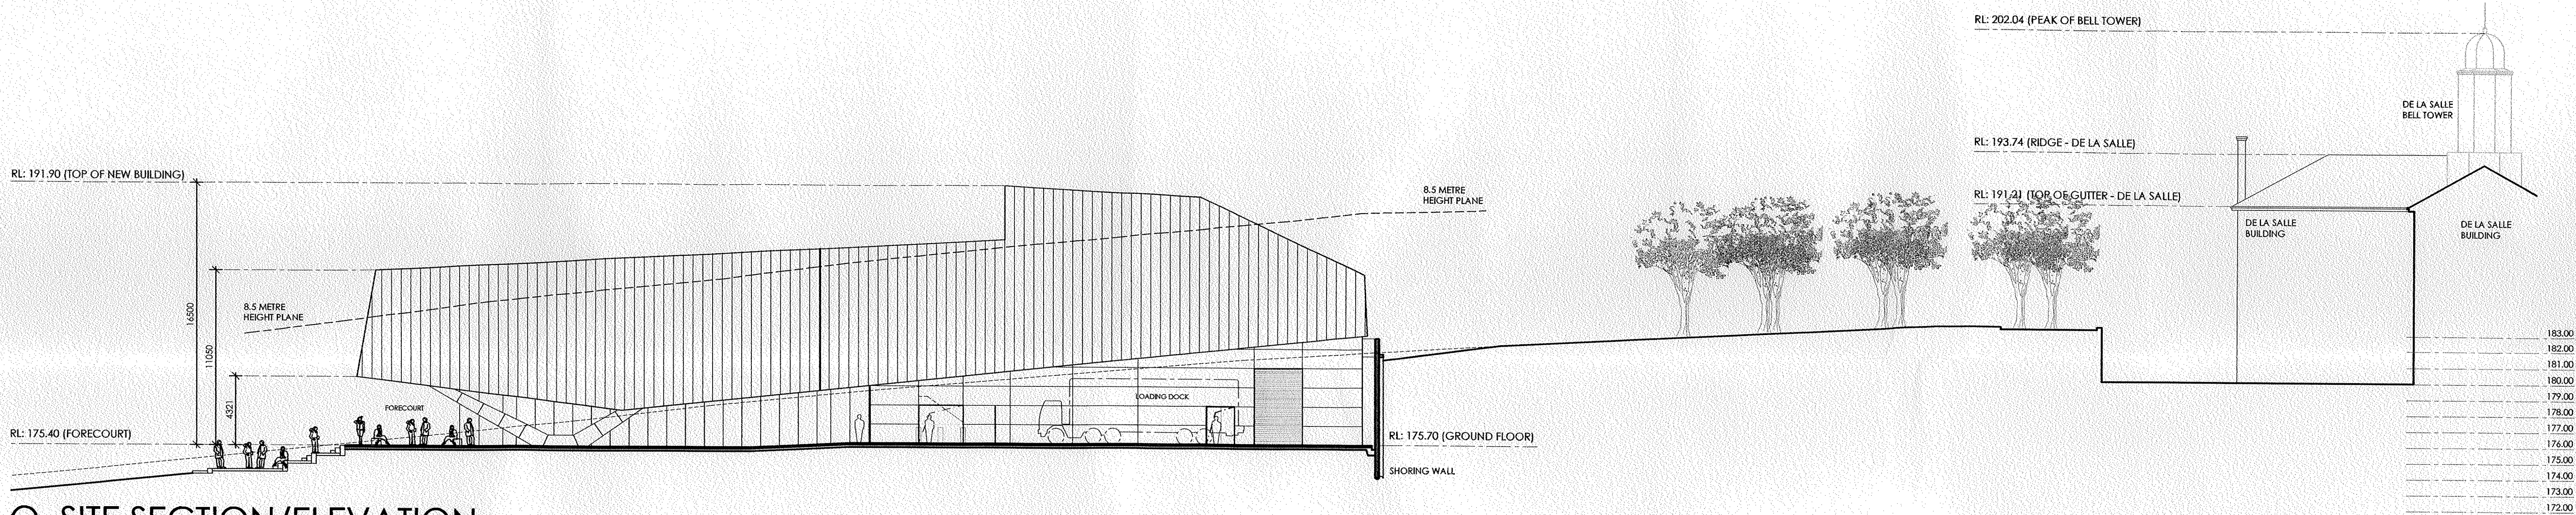 RL: 202.04 (PEAK OF BELL TOWER)
DE LA SALLE
BELL TOWER
RL: 193.74 (RIDGE - DE LA SALLE)
RL: 191.90 (TOP OF NEW BUILDING)
8.5 METRE
HEIGHT PLANE
RL: 191.21 (TOP OF GUTTER - DE LA SALLE)
DE LA SALLE
BUILDING
DE LA SALLE
BUILDING
8.5 METRE
HEIGHT PLANE
16500
11050
4321
FORECOURT
LOADING DOCK
RL: 175.40 (FORECOURT)
RL: 175.70 (GROUND FLOOR)
SHORING WALL
183.00
182.00
181.00
180.00
179.00
178.00
177.00
176.00
175.00
174.00
173.00
172.00
SITE SECTION/ELEVATION